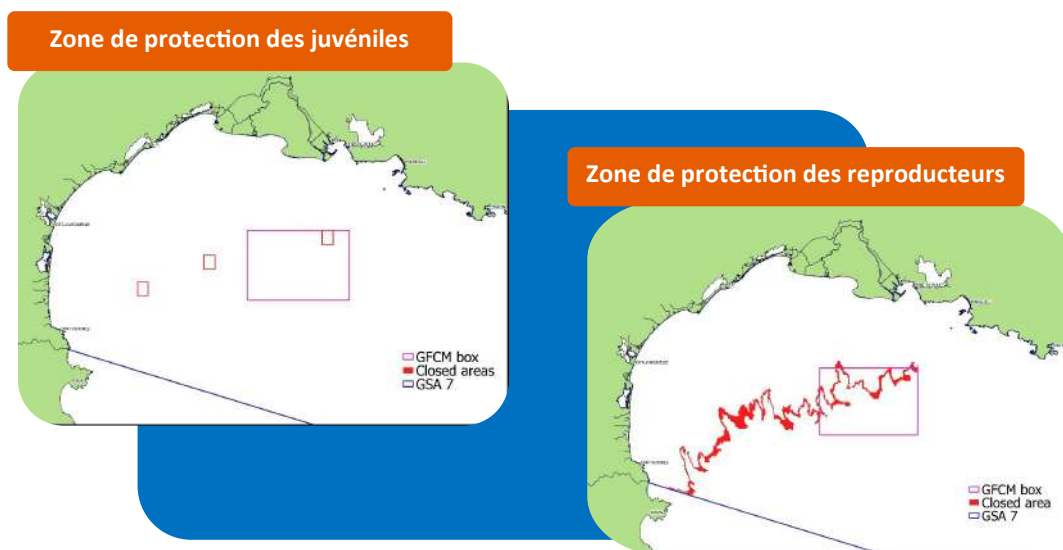 Zone de protection des juvéniles
GFCM box
Closed areas
GSA 7
Zone de protection des reproducteurs
GFCM box
Closed area
GSA 7